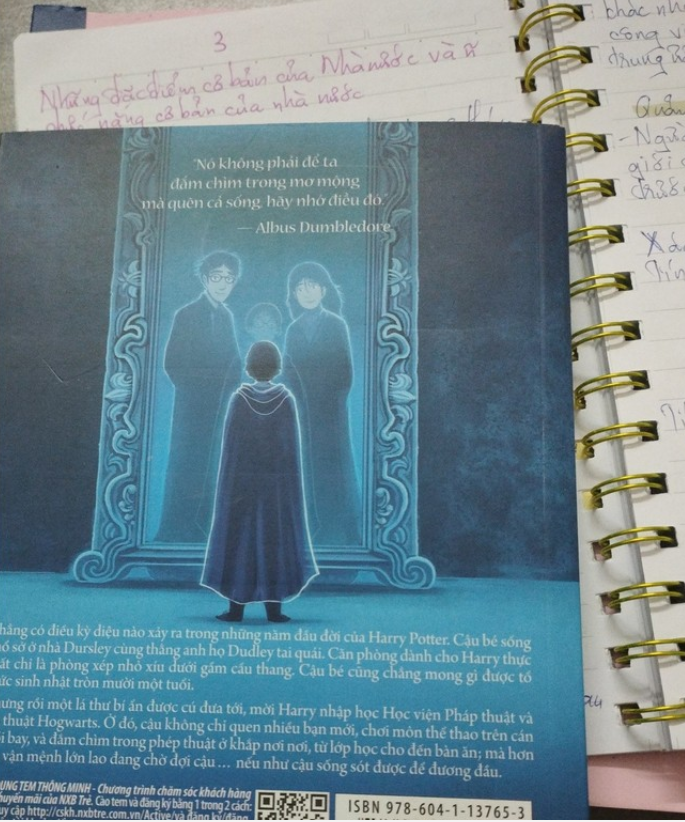 3
Những đặc điểm cơ bản của Nhà nước và
năng cơ bản của nhà nước
"Nó không phải để ta
đắm chìm trong mơ mộng
mà quên cả sống, hãy nhớ điều đó."
— Albus Dumbledore
hẳng có điều kỳ diệu nào xảy ra trong những năm đầu đời của Harry Potter. Cậu bé sống
hổ sở ở nhà Dursley cùng thằng anh họ Dudley tai quái. Căn phòng dành cho Harry thực
ất chỉ là phòng xép nhỏ xíu dưới gầm cầu thang. Cậu bé cũng chẳng mong gì được tổ
ức sinh nhật tròn mười một tuổi.
ưng rồi một lá thư bí ẩn được cú đưa tới, mời Harry nhập học Học viện Pháp thuật và
thuật Hogwarts. Ở đó, cậu không chỉ quen nhiều bạn mới, chơi môn thể thao trên cán
i bay, và đắm chìm trong phép thuật ở khắp nơi nơi, từ lớp học cho đến bàn ăn; mà hơn
vận mệnh lớn lao đang chờ đợi cậu ... nếu như cậu sống sót được để đương đầu.
ỤNG TEM THÔNG MINH - Chương trình chăm sóc khách hàng
huyến mãi của NXB Trẻ. Cào tem và đăng ký bằng 1 trong 2 cách:
uy cập http://cskh.nxbtre.com.vn/Active/và đăng ký/đăng
ISBN 978-604-1-13765-3
khác
công
trung
Quản
- Người
giới
Xá